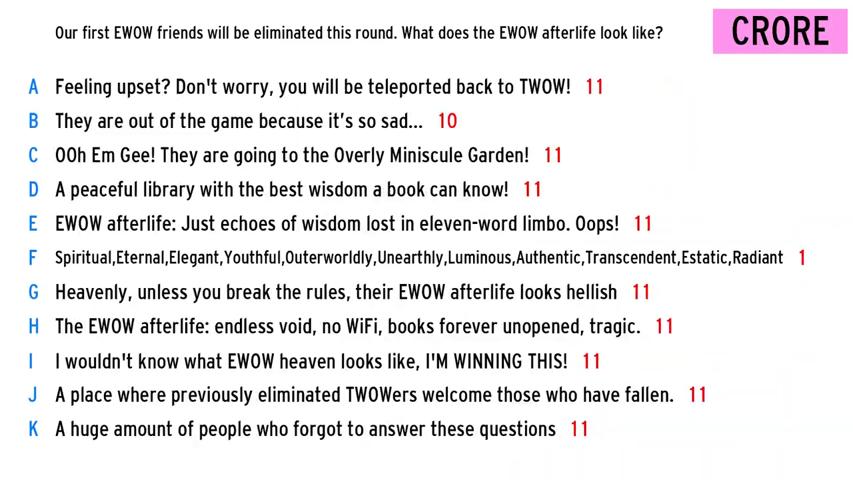 Our first EWOW friends will be eliminated this round. What does the EWOW afterlife look like?
CRORE
A Feeling upset? Don't worry, you will be teleported back to TWOW! 11
B They are out of the game because it's so sad... 10
C OOh Em Gee! They are going to the Overly Miniscule Garden! 11
D A peaceful library with the best wisdom a book can know! 11
E EWOW afterlife: Just echoes of wisdom lost in eleven-word limbo. Oops! 11
F Spiritual,Eternal,Elegant,Youthful,Outerworldly,Unearthly,Luminous,Authentic,Transcendent,Estatic,Radiant 1
G Heavenly, unless you break the rules, their EWOW afterlife looks hellish 11
H The EWOW afterlife: endless void, no WiFi, books forever unopened, tragic. 11
I I wouldn't know what EWOW heaven looks like, I'M WINNING THIS! 11
J A place where previously eliminated TWOWers welcome those who have fallen. 11
K A huge amount of people who forgot to answer these questions 11